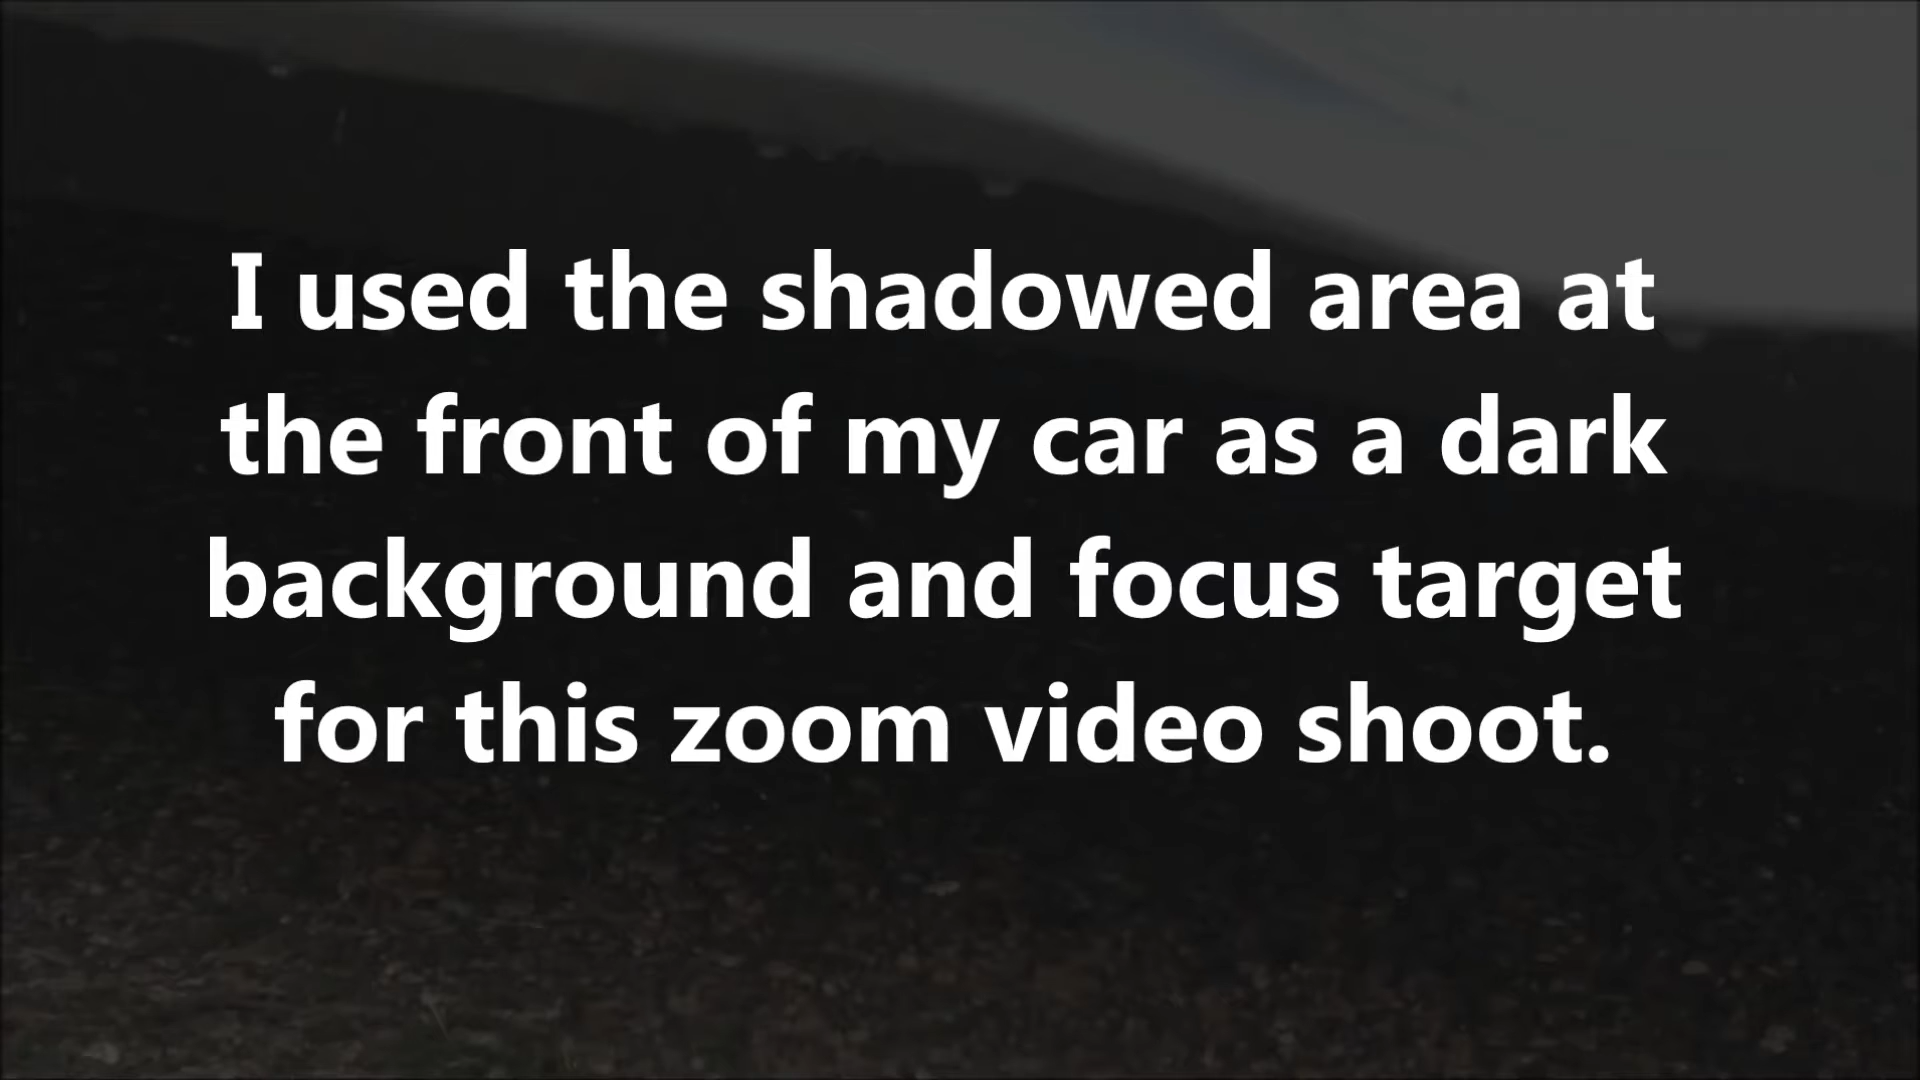 I used the shadowed area at
the front of my car as a dark
background and focus target
for this zoom video shoot.